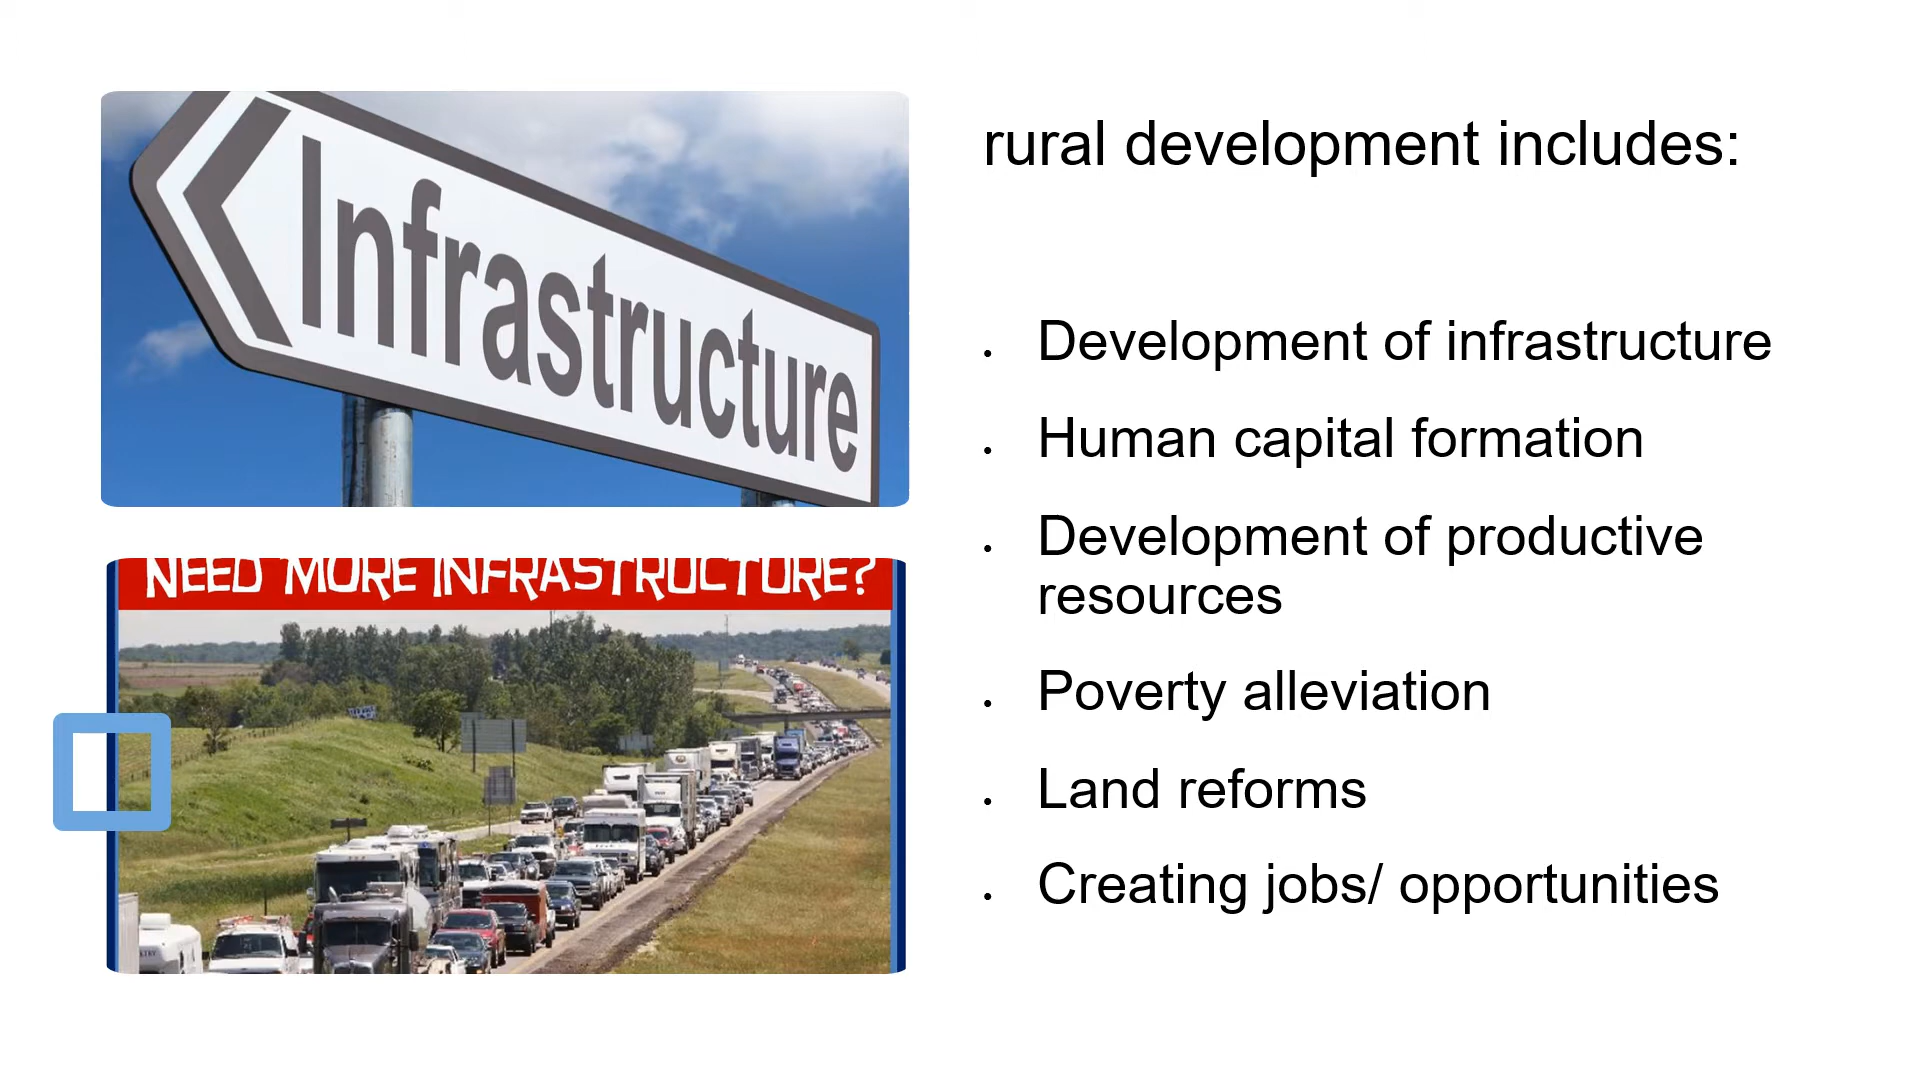 Infrastructure
NEED MORE INFRASTRUCTURE?
rural development includes:
• Development of infrastructure
• Human capital formation
• Development of productive
resources
• Poverty alleviation
• Land reforms
• Creating jobs/ opportunities